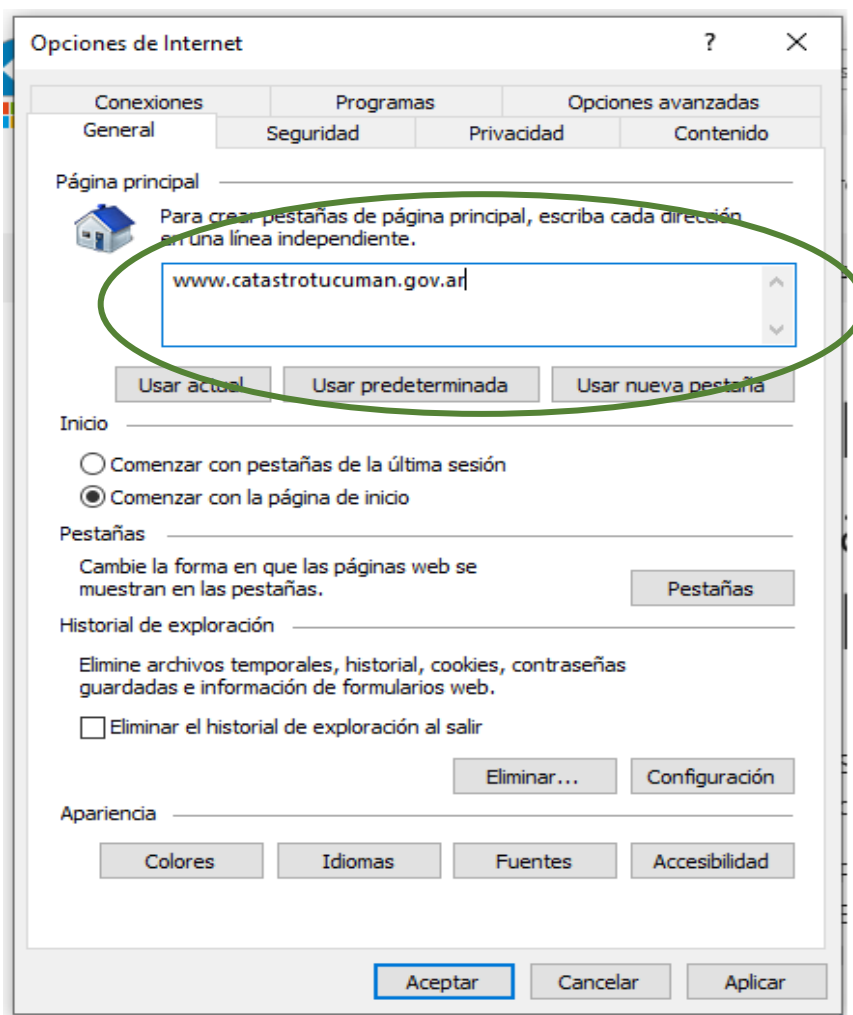 Opciones de Internet
?
Conexiones Programas Opciones avanzadas
General Seguridad Privacidad Contenido
Página principal
Para crear pestañas de página principal, escriba cada dirección
en una línea independiente.
www.catastrotucuman.gov.ar
Usar actual Usar predeterminada Usar nueva pestaña
Inicio
Comenzar con pestañas de la última sesión
Comenzar con la página de inicio
Pestañas
Cambie la forma en que las páginas web se
muestran en las pestañas.
Pestañas
Historial de exploración
Elimine archivos temporales, historial, cookies, contraseñas
guardadas e información de formularios web.
Eliminar el historial de exploración al salir
Eliminar... Configuración
Apariencia
Colores Idiomas Fuentes Accesibilidad
Aceptar Cancelar Aplicar